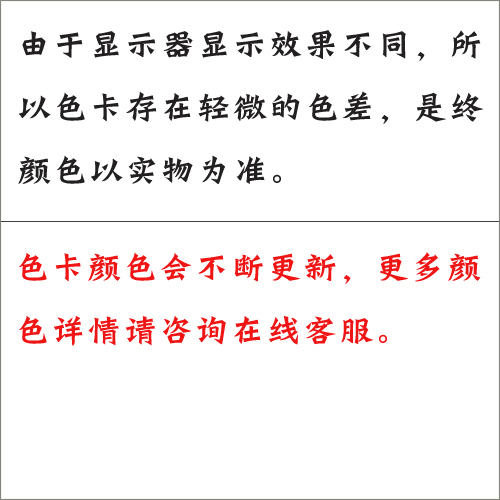 由于显示器显示效果不同，所
以色卡存在轻微的色差，是终
颜色以实物为准。
色卡颜色会不断更新，更多颜
色详情请咨询在线客服。